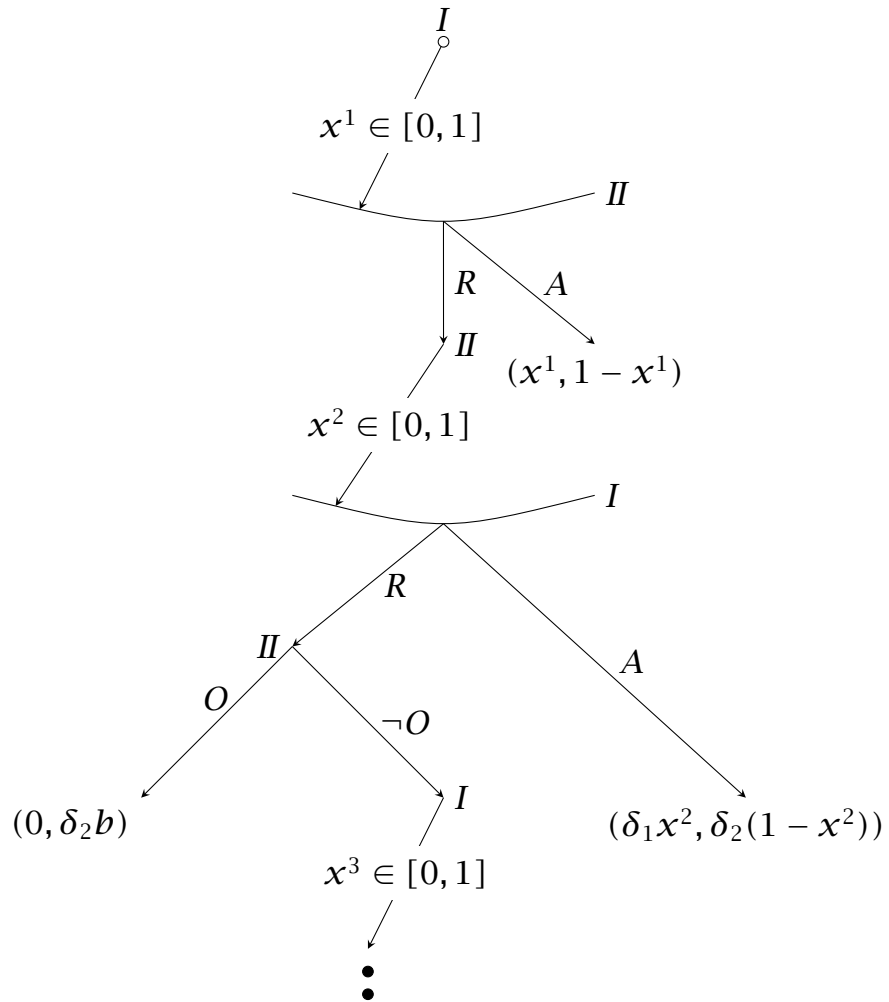 I
x¹ ∈ [0, 1]
II
R
A
II
(x¹, 1 − x¹)
x² ∈ [0, 1]
I
R
II
A
O
¬O
I
(0, δ₂b)
(δ₁x², δ₂(1 − x²))
x³ ∈ [0, 1]